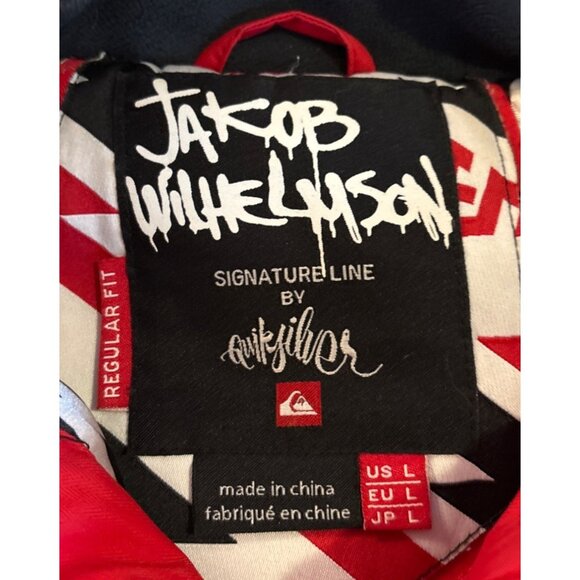 JAKOB
WILHELMSON
SIGNATURE LINE
BY
Quiksilver
REGULAR FIT
made in china
fabriqué en chine
US L
EU L
JP L